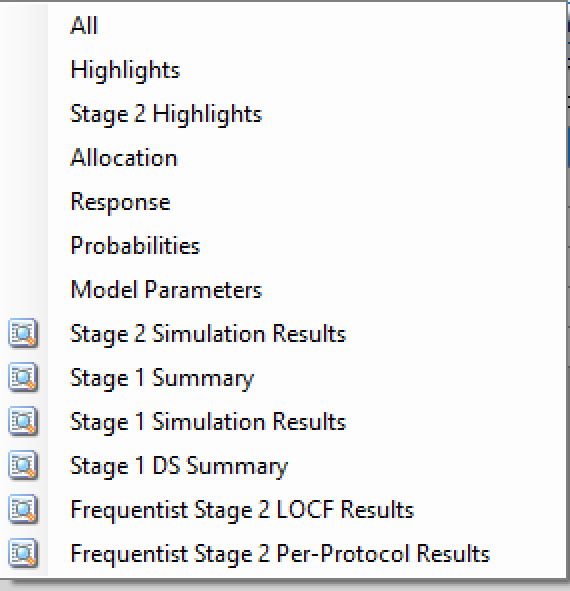 All
Highlights
Stage 2 Highlights
Allocation
Response
Probabilities
Model Parameters
Stage 2 Simulation Results
Stage 1 Summary
Stage 1 Simulation Results
Stage 1 DS Summary
Frequentist Stage 2 LOCF Results
Frequentist Stage 2 Per-Protocol Results